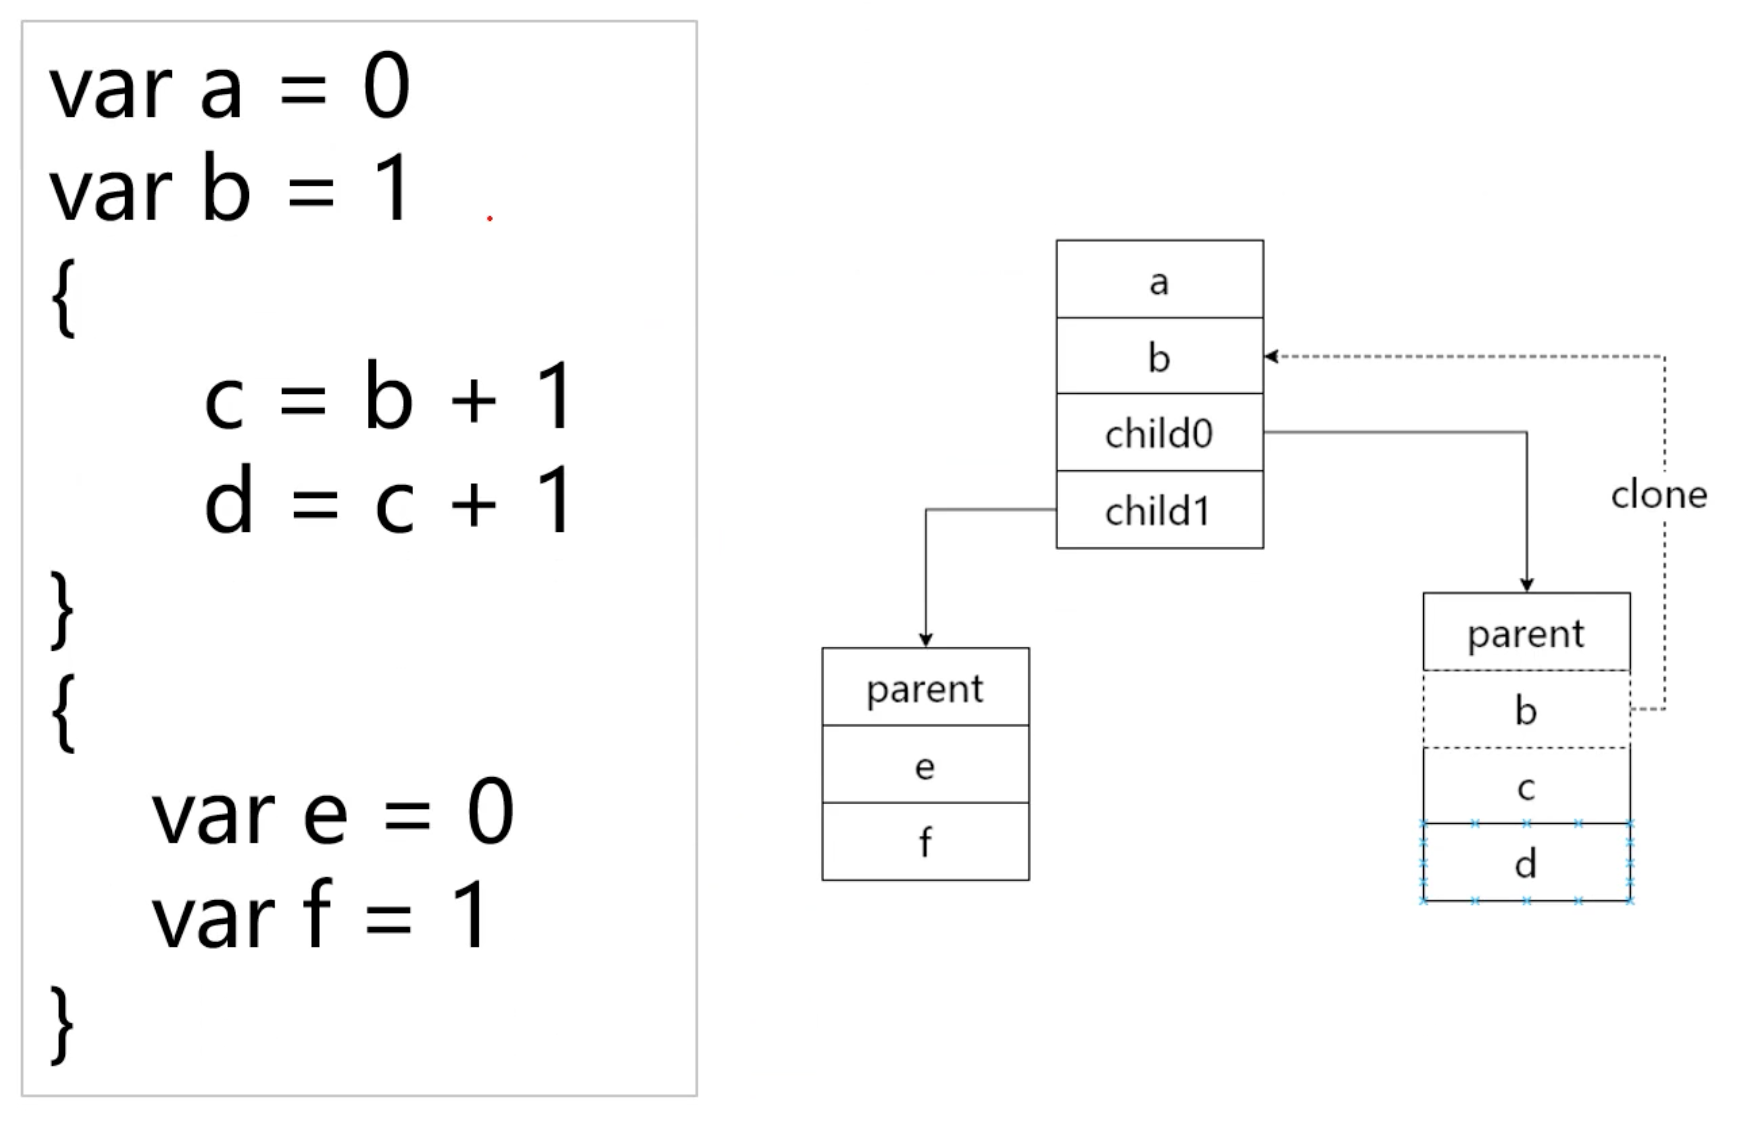 var a = 0
var b = 1
{
c = b + 1
d = c + 1
}
{
var e = 0
var f = 1
}
a
b
child0
child1
clone
parent
e
f
parent
b
c
d